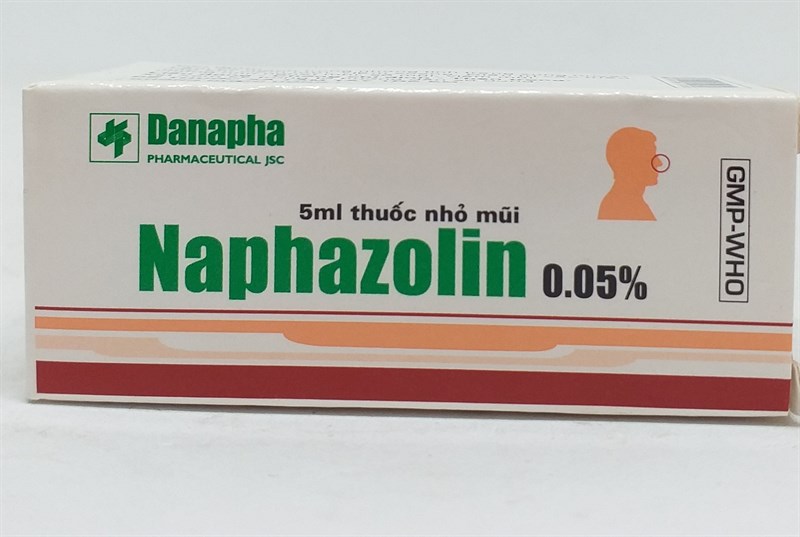 Danapha
PHARMACEUTICAL JSC
5ml thuốc nhỏ mũi
Naphazolin 0.05%
GMP-WHO